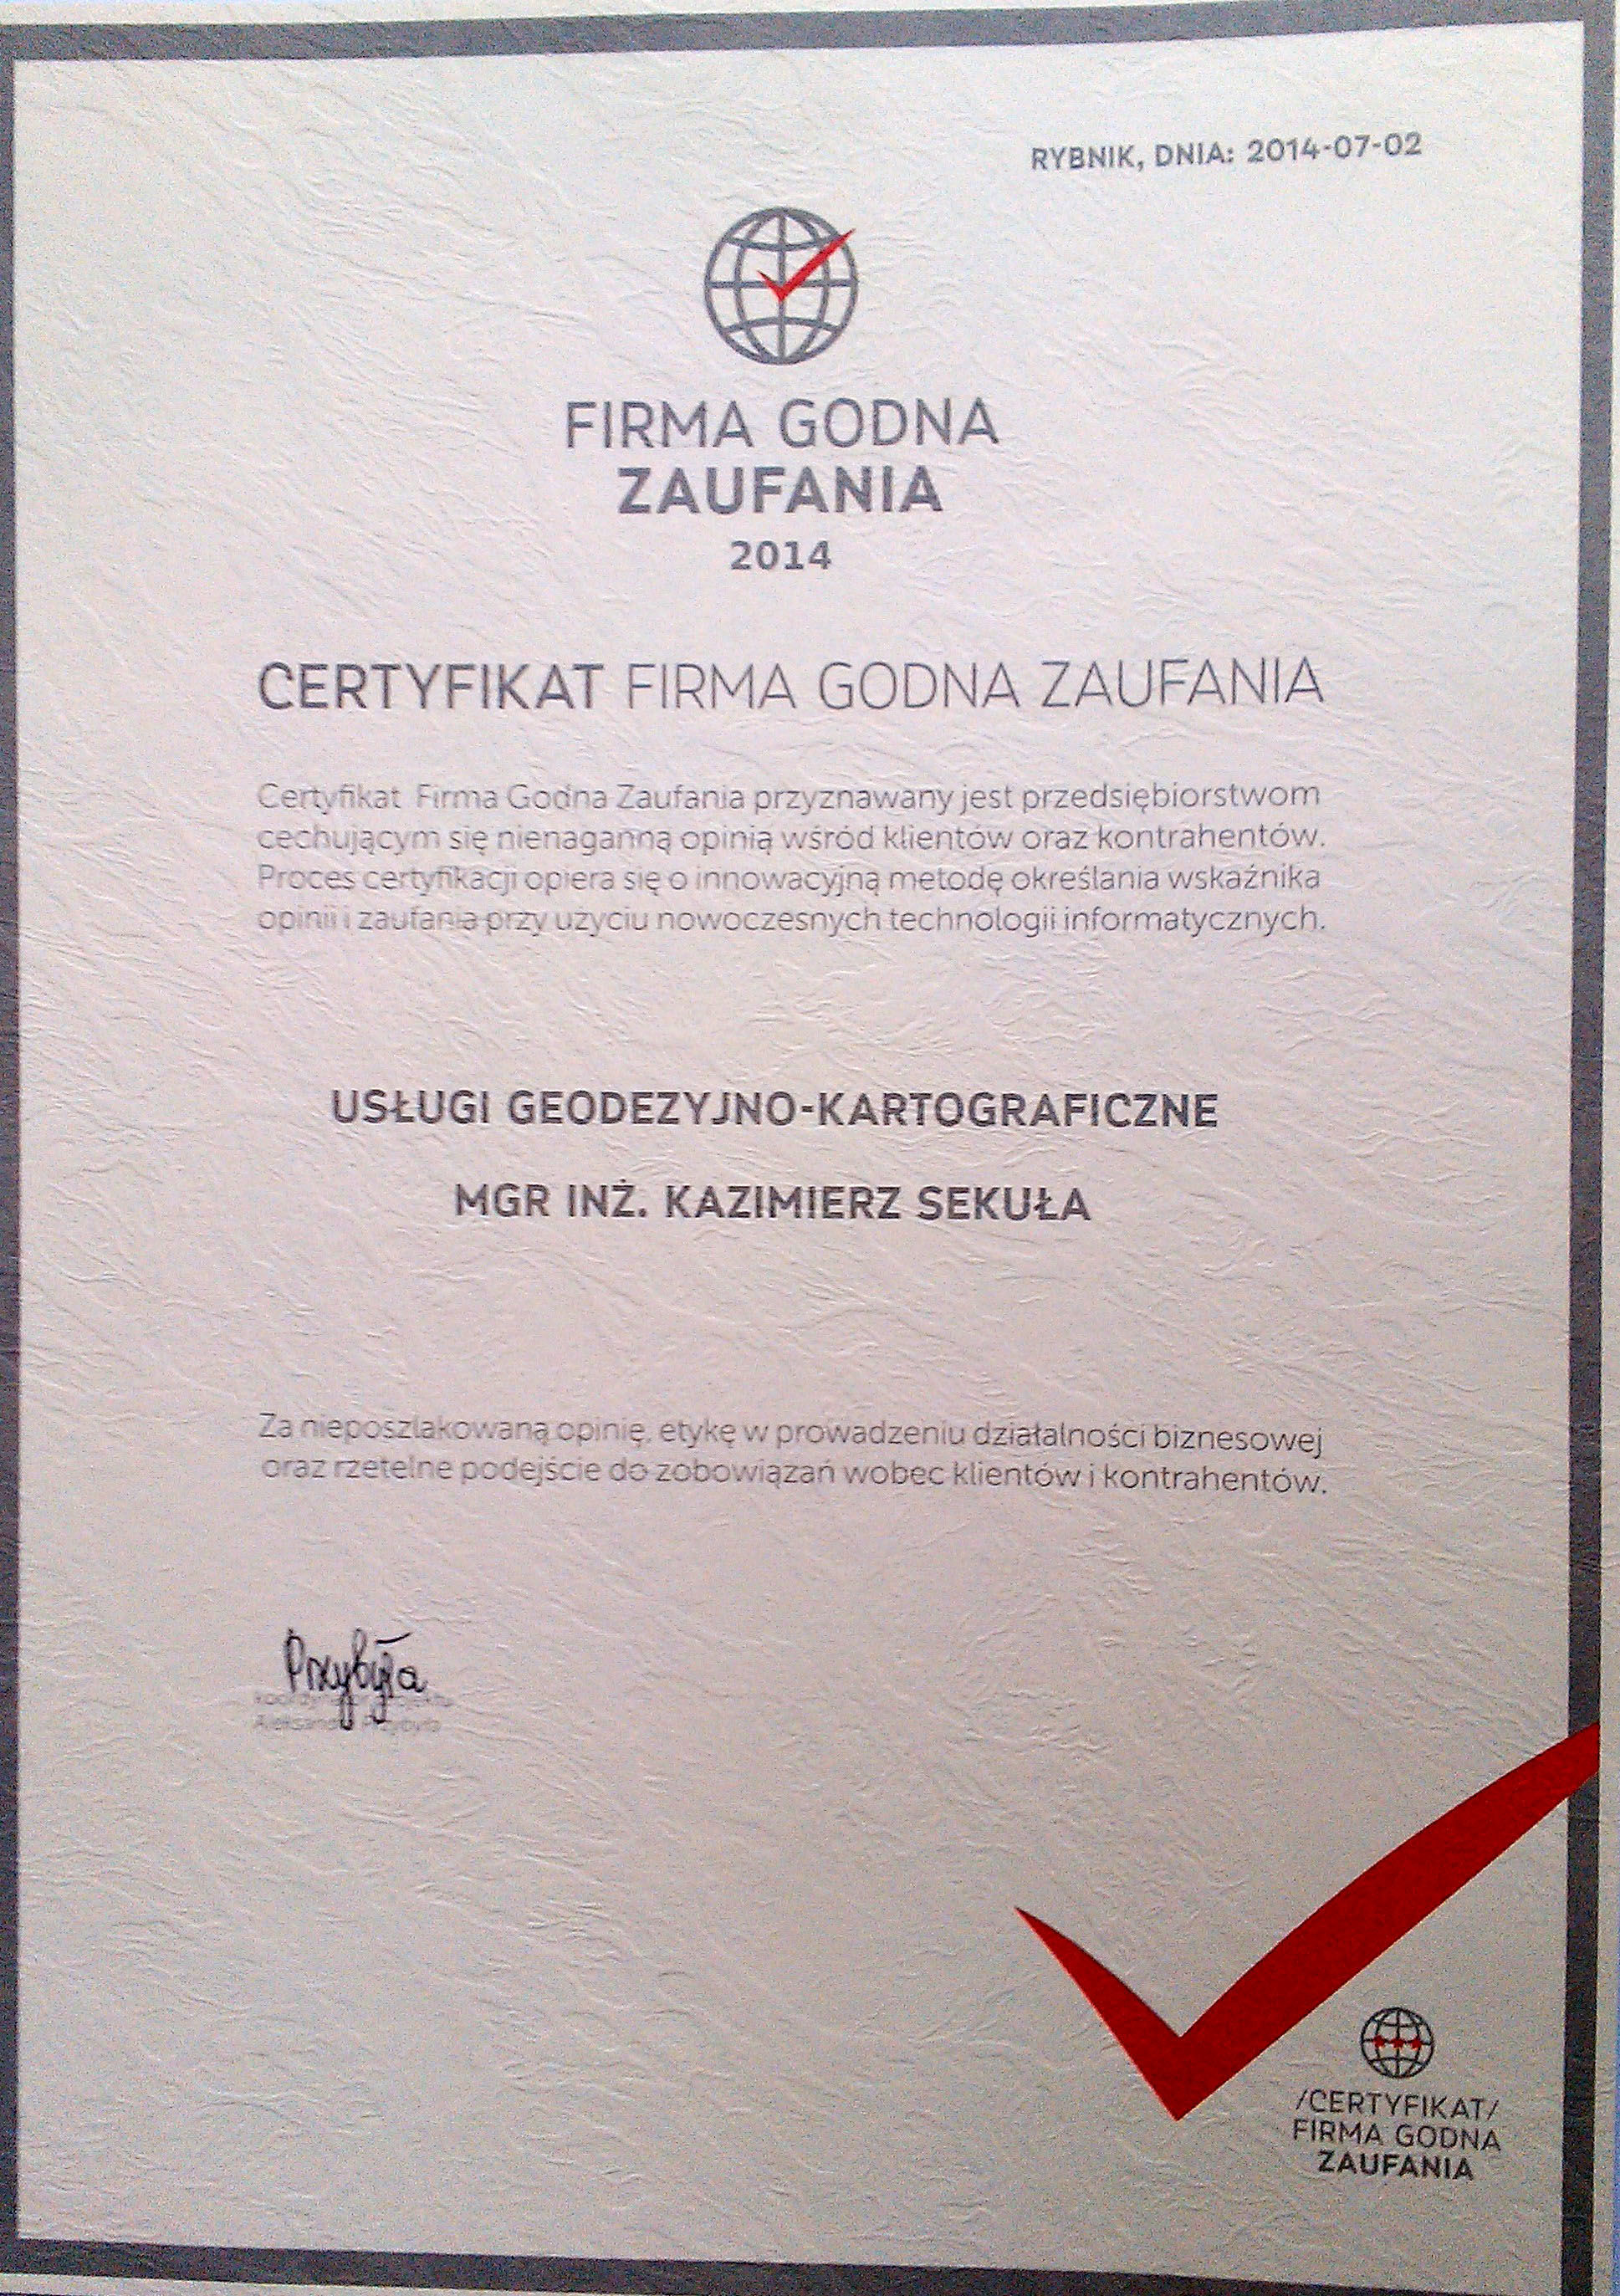 RYBNIK, DNIA: 2014-07-02
FIRMA GODNA
ZAUFANIA
2014
CERTYFIKAT FIRMA GODNA ZAUFANIA
Certyfikat Firma Godna Zaufania przyznawany jest przedsiębiorstwom
cechującym się nienaganną opinią wśród klientów oraz kontrahentów.
Proces certyfikacji opiera się o innowacyjną metodę określania wskaźnika
opinii i zaufania przy użyciu nowoczesnych technologii informatycznych.
USŁUGI GEODEZYJNO-KARTOGRAFICZNE
MGR INŻ. KAZIMIERZ SEKUŁA
Za nieposzlakowaną opinię, etykę w prowadzeniu działalności biznesowej
oraz rzetelne podejście do zobowiązań wobec klientów i kontrahentów.
Przybyła
Przybyła
/CERTYFIKAT/
FIRMA GODNA
ZAUFANIA